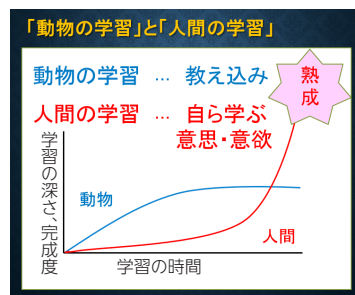 「動物の学習」と「人間の学習」
動物の学習 … 教え込み
人間の学習 … 自ら学ぶ
意思・意欲
熟成
学習の深さ、完成度
動物
人間
学習の時間